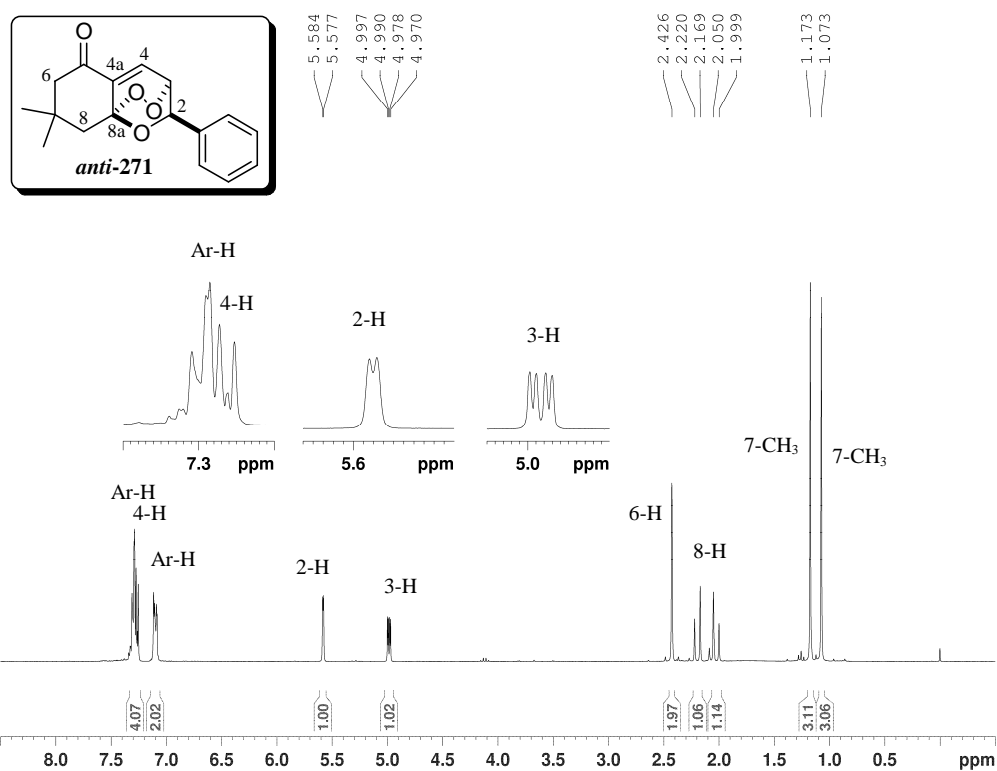 5.584
5.577
4.997
4.990
4.978
4.970
2.426
2.220
2.169
2.050
1.999
1.173
1.073
O
4a
4
6
O
O
2
8
8a
O
anti-271
Ar-H
4-H
2-H
3-H
7.3 ppm
5.6 ppm
5.0 ppm
7-CH3
7-CH3
Ar-H
4-H
Ar-H
2-H
3-H
6-H
8-H
4.07
2.02
1.00
1.02
1.97
1.06
1.14
3.11
3.06
8.0 7.5 7.0 6.5 6.0 5.5 5.0 4.5 4.0 3.5 3.0 2.5 2.0 1.5 1.0 0.5 ppm